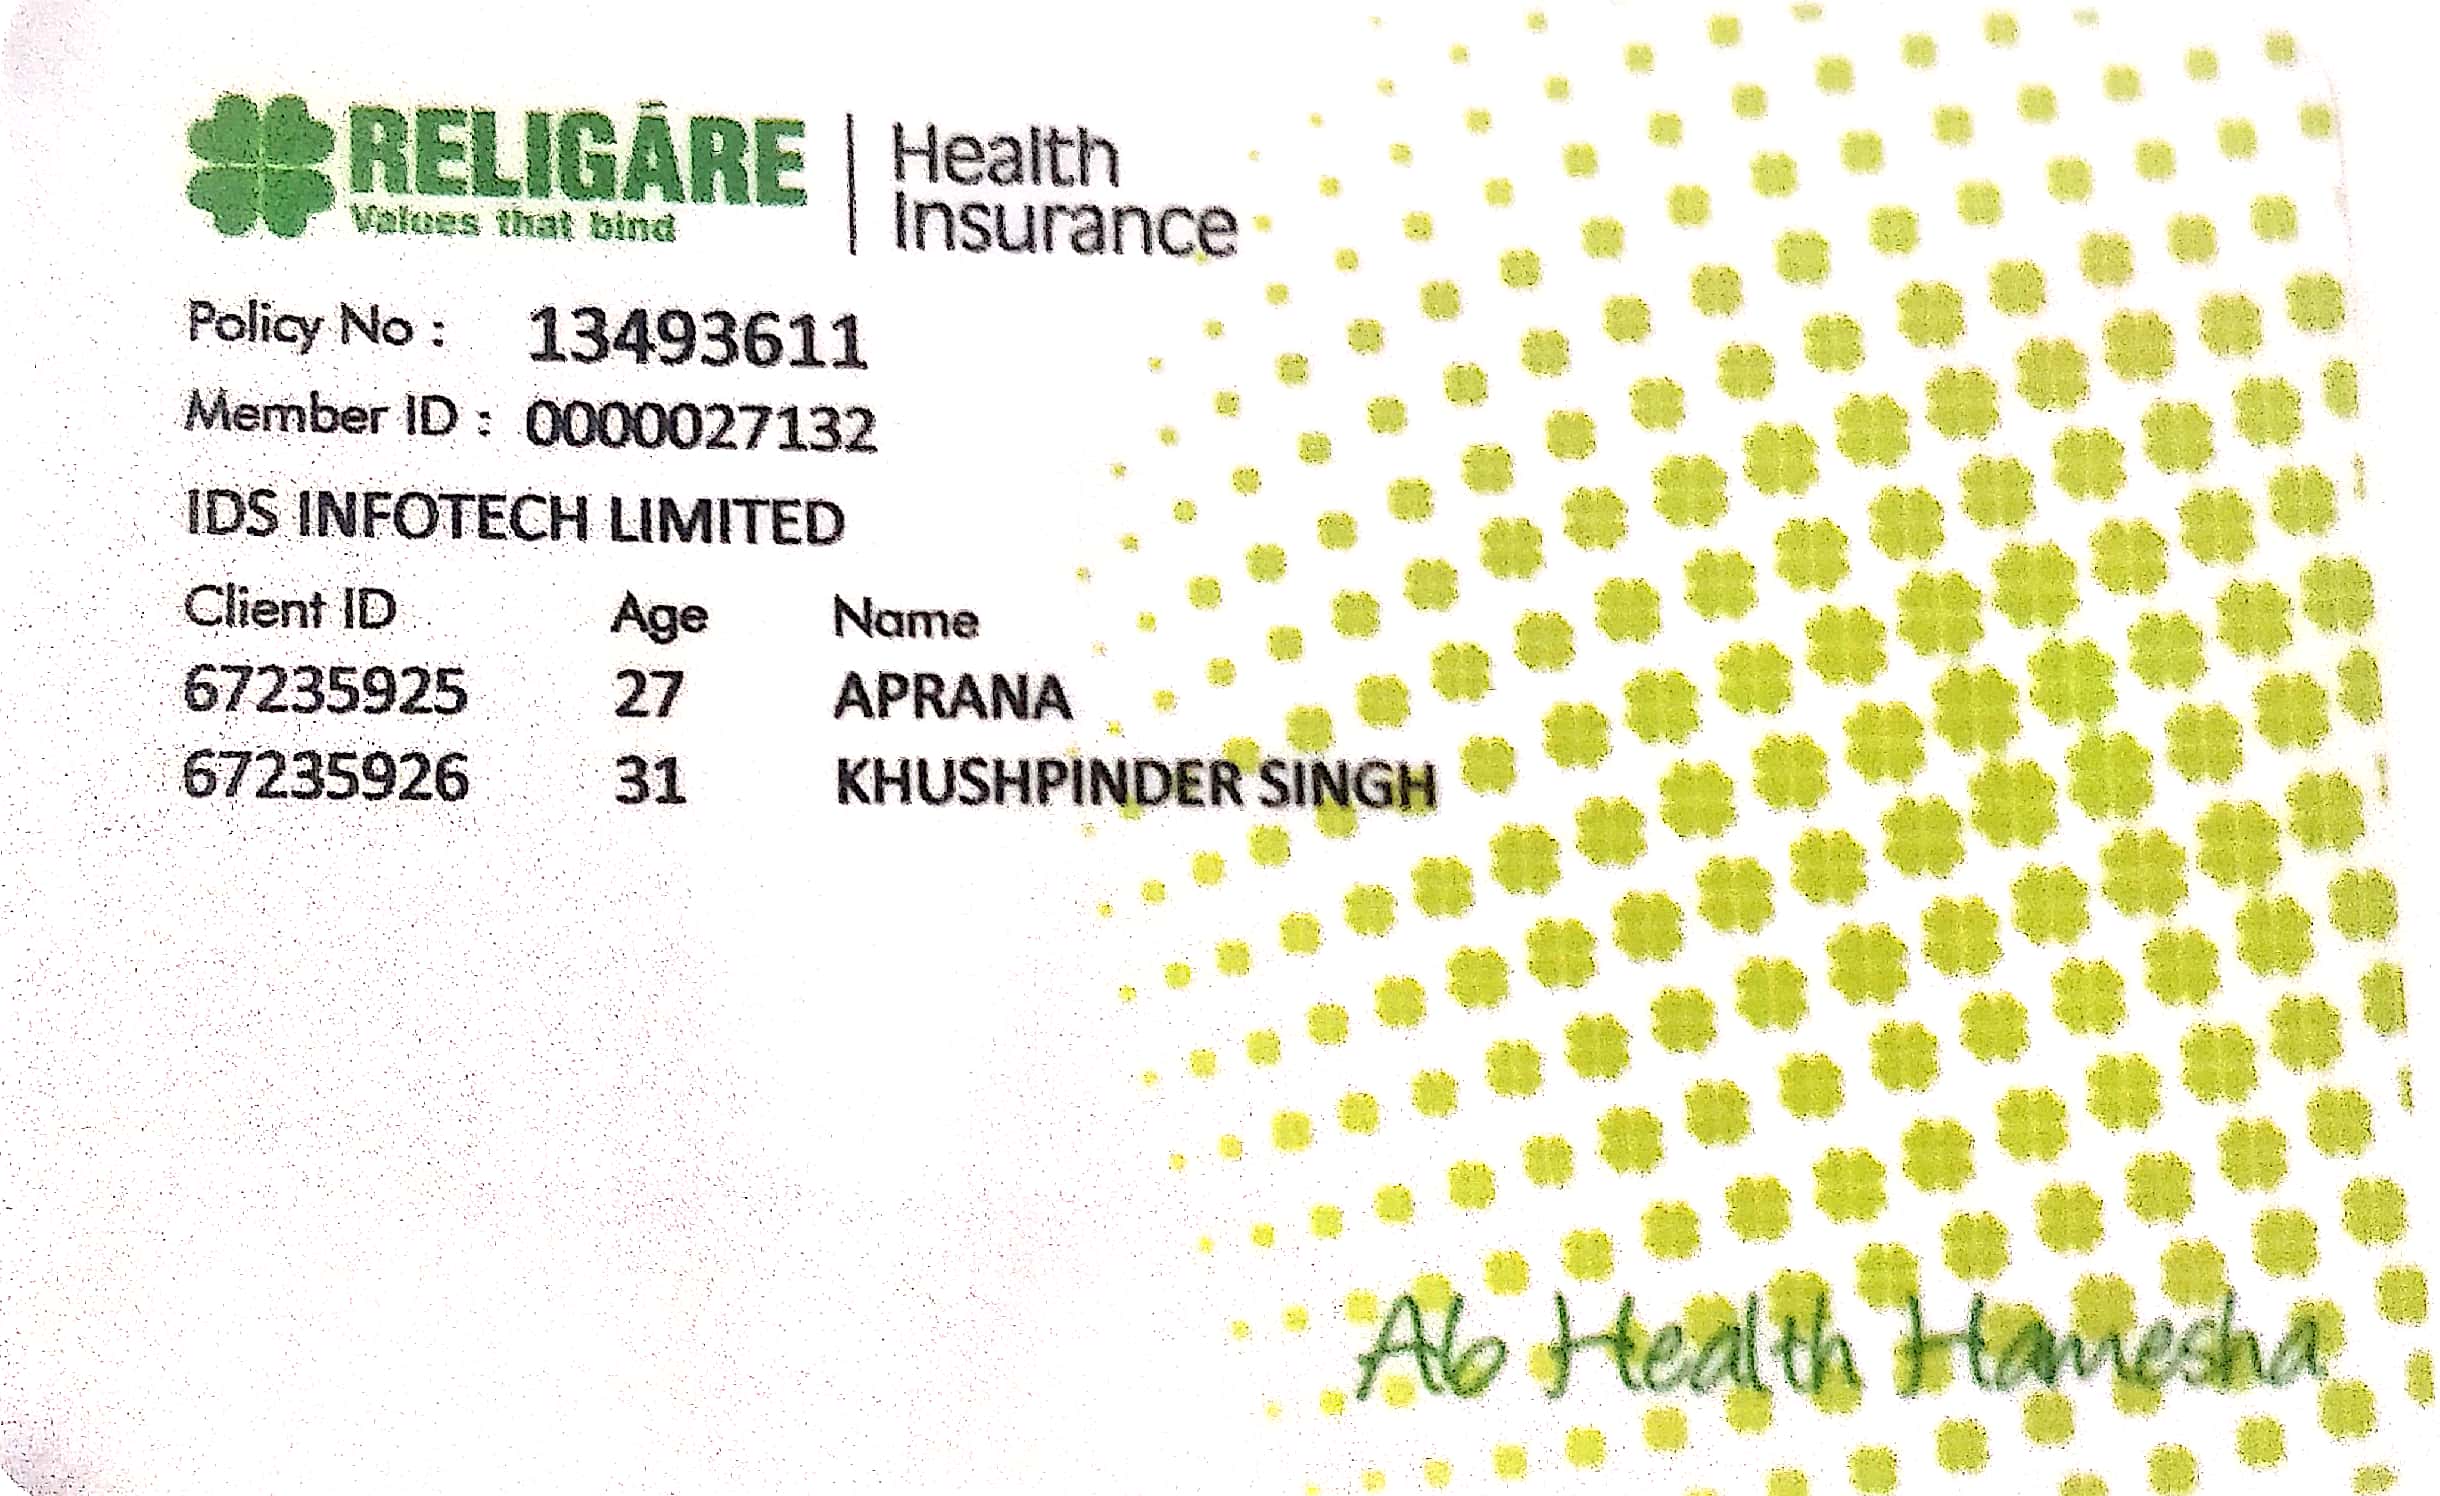 RELIGÃRE
Values that bind
Health
Insurance
Policy No : 13493611
Member ID : 0000027132
IDS INFOTECH LIMITED
Client ID Age Name
67235925 27 APRANA
67235926 31 KHUSHPINDER SINGH
Ab Health Hamesha